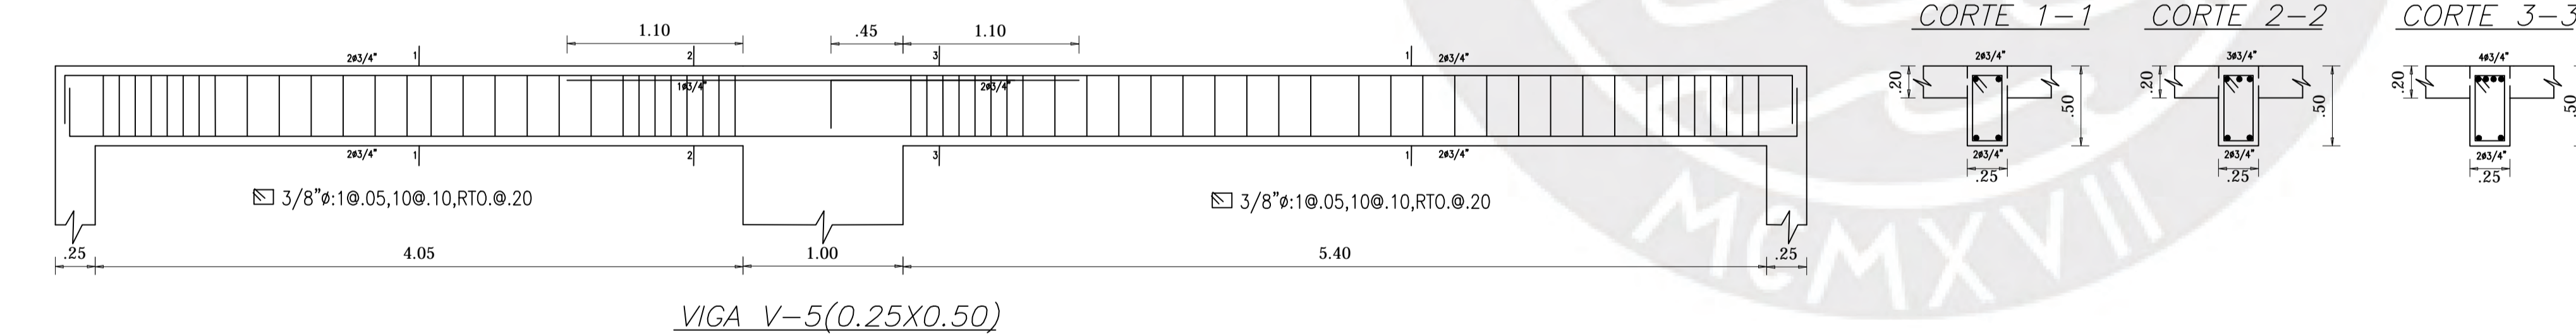 1.10
.45
1.10
2ø3/4"
1
2
3
1
2ø3/4"
1ø3/4"
2ø3/4"
2ø3/4"
1
2
3
1
2ø3/4"
3/8"ø:1@.05,10@.10,RTO.@.20
3/8"ø:1@.05,10@.10,RTO.@.20
.25
4.05
1.00
5.40
.25
VIGA V-5(0.25X0.50)
CORTE 1-1
2ø3/4"
.20
.50
2ø3/4"
.25
CORTE 2-2
3ø3/4"
.20
.50
2ø3/4"
.25
CORTE 3-3
4ø3/4"
.20
.50
2ø3/4"
.25
MCMXVII